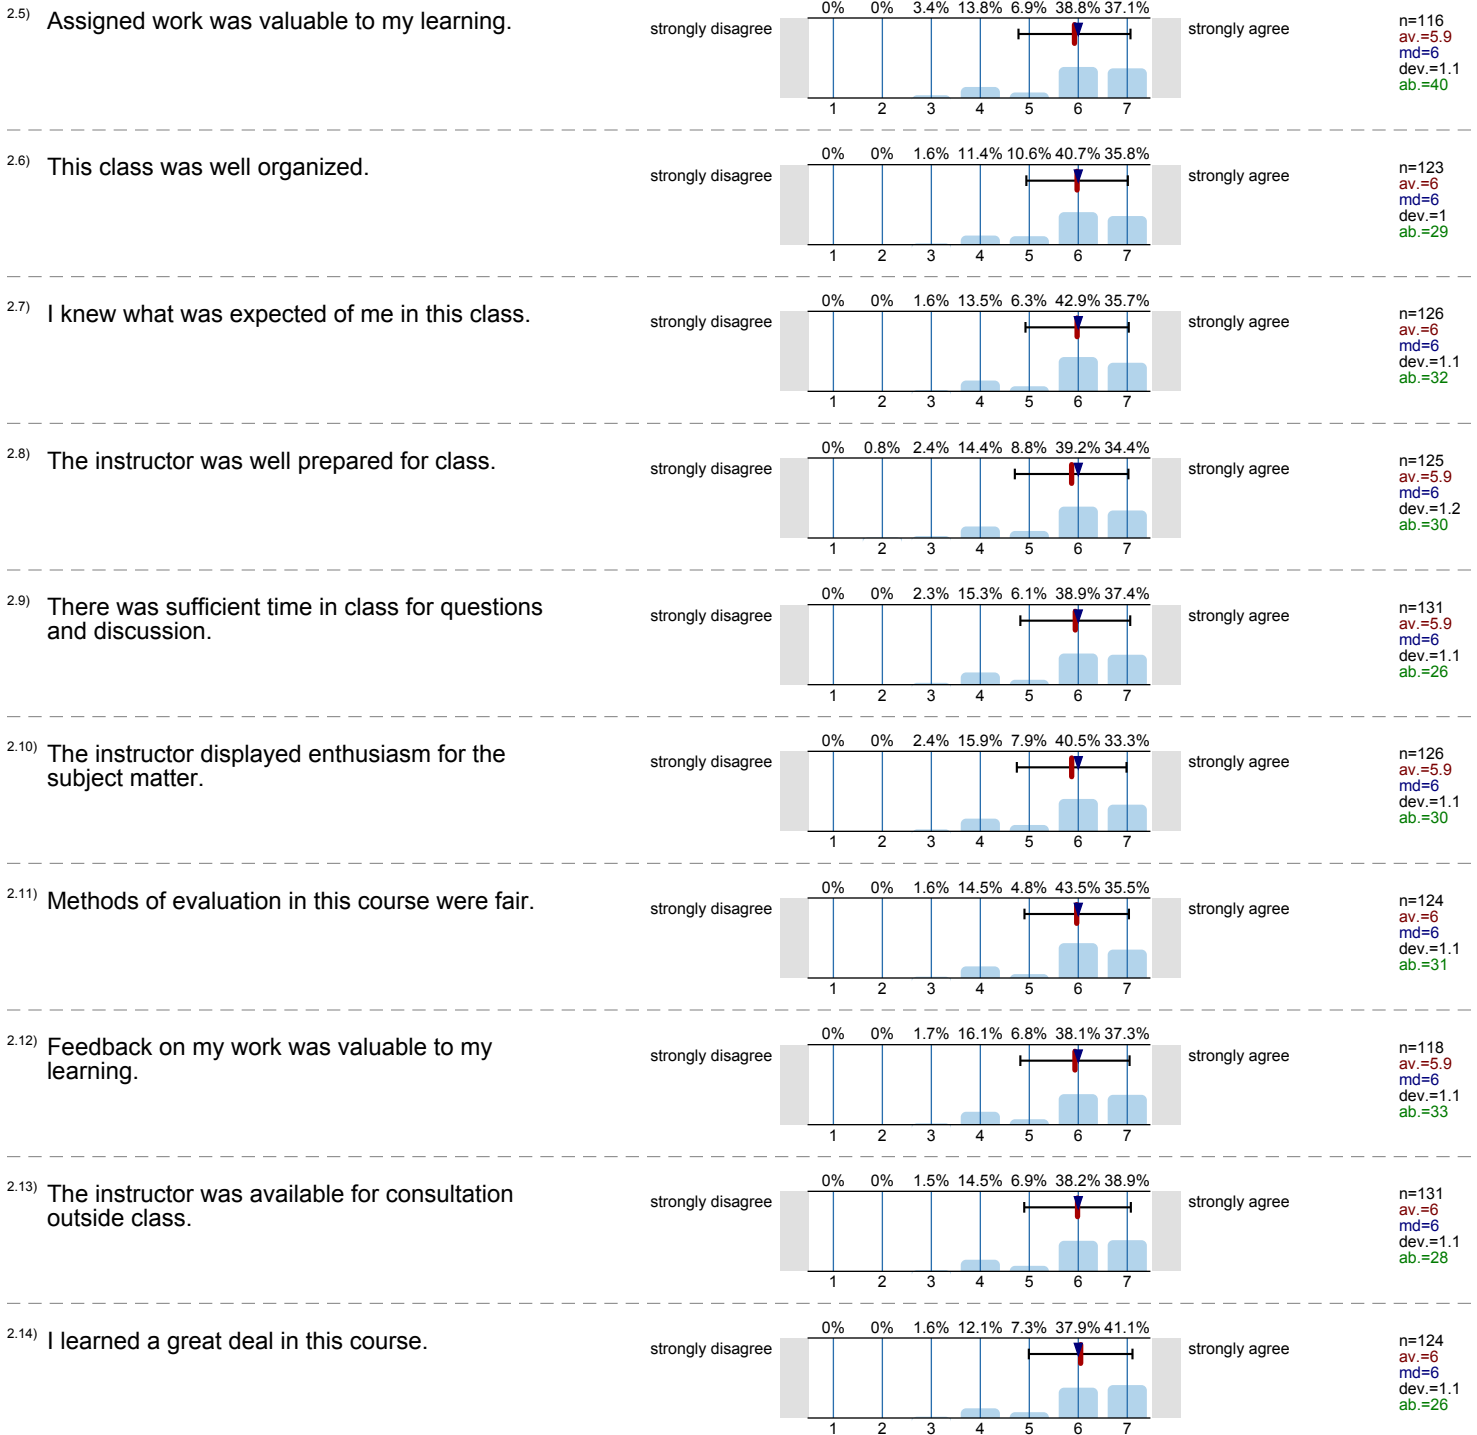 2.5) Assigned work was valuable to my learning.
strongly disagree
0% 0% 3.4% 13.8% 6.9% 38.8% 37.1%
1 2 3 4 5 6 7
strongly agree
n=116
av.=5.9
md=6
dev.=1.1
ab.=40
2.6) This class was well organized.
strongly disagree
0% 0% 1.6% 11.4% 10.6% 40.7% 35.8%
1 2 3 4 5 6 7
strongly agree
n=123
av.=6
md=6
dev.=1
ab.=29
2.7) I knew what was expected of me in this class.
strongly disagree
0% 0% 1.6% 13.5% 6.3% 42.9% 35.7%
1 2 3 4 5 6 7
strongly agree
n=126
av.=6
md=6
dev.=1.1
ab.=32
2.8) The instructor was well prepared for class.
strongly disagree
0% 0.8% 2.4% 14.4% 8.8% 39.2% 34.4%
1 2 3 4 5 6 7
strongly agree
n=125
av.=5.9
md=6
dev.=1.2
ab.=30
2.9) There was sufficient time in class for questions
and discussion.
strongly disagree
0% 0% 2.3% 15.3% 6.1% 38.9% 37.4%
1 2 3 4 5 6 7
strongly agree
n=131
av.=5.9
md=6
dev.=1.1
ab.=26
2.10) The instructor displayed enthusiasm for the
subject matter.
strongly disagree
0% 0% 2.4% 15.9% 7.9% 40.5% 33.3%
1 2 3 4 5 6 7
strongly agree
n=126
av.=5.9
md=6
dev.=1.1
ab.=30
2.11) Methods of evaluation in this course were fair.
strongly disagree
0% 0% 1.6% 14.5% 4.8% 43.5% 35.5%
1 2 3 4 5 6 7
strongly agree
n=124
av.=6
md=6
dev.=1.1
ab.=31
2.12) Feedback on my work was valuable to my
learning.
strongly disagree
0% 0% 1.7% 16.1% 6.8% 38.1% 37.3%
1 2 3 4 5 6 7
strongly agree
n=118
av.=5.9
md=6
dev.=1.1
ab.=33
2.13) The instructor was available for consultation
outside class.
strongly disagree
0% 0% 1.5% 14.5% 6.9% 38.2% 38.9%
1 2 3 4 5 6 7
strongly agree
n=131
av.=6
md=6
dev.=1.1
ab.=28
2.14) I learned a great deal in this course.
strongly disagree
0% 0% 1.6% 12.1% 7.3% 37.9% 41.1%
1 2 3 4 5 6 7
strongly agree
n=124
av.=6
md=6
dev.=1.1
ab.=26